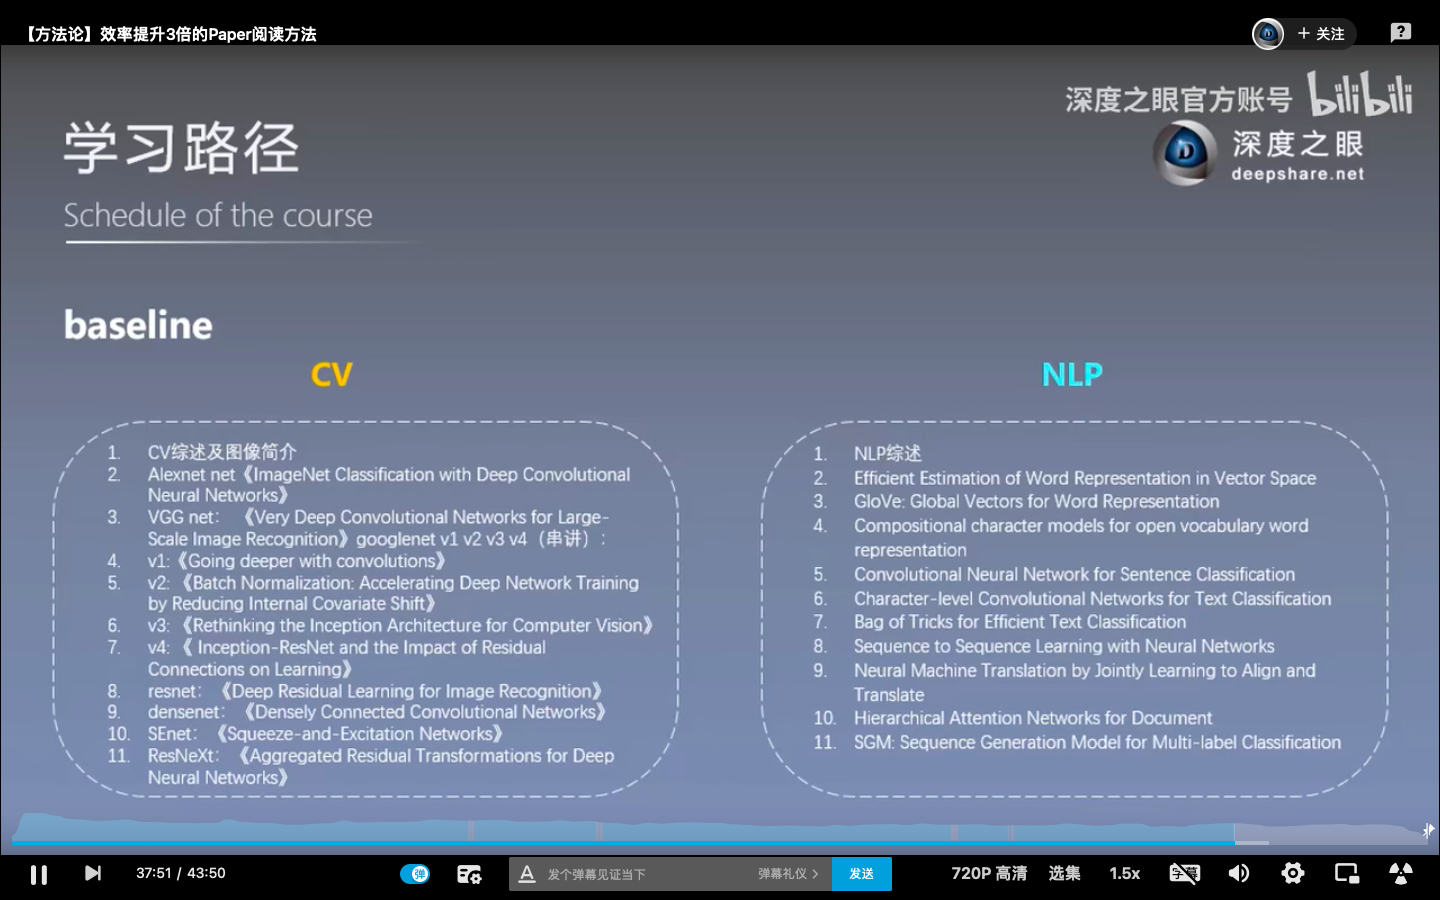 【方法论】效率提升3倍的Paper阅读方法
+ 关注
深度之眼官方账号 bilibili
深度之眼
deepshare.net
学习路径
Schedule of the course
baseline
CV
1. CV综述及图像简介
2. Alexnet net《ImageNet Classification with Deep Convolutional
Neural Networks》
3. VGG net： 《Very Deep Convolutional Networks for Large-
Scale Image Recognition》googlenet v1 v2 v3 v4（串讲）：
4. v1:《Going deeper with convolutions》
5. v2: 《Batch Normalization: Accelerating Deep Network Training
by Reducing Internal Covariate Shift》
6. v3: 《Rethinking the Inception Architecture for Computer Vision》
7. v4: 《 Inception-ResNet and the Impact of Residual
Connections on Learning》
8. resnet： 《Deep Residual Learning for Image Recognition》
9. densenet： 《Densely Connected Convolutional Networks》
10. SEnet： 《Squeeze-and-Excitation Networks》
11. ResNeXt： 《Aggregated Residual Transformations for Deep
Neural Networks》
NLP
1. NLP综述
2. Efficient Estimation of Word Representation in Vector Space
3. GloVe: Global Vectors for Word Representation
4. Compositional character models for open vocabulary word
representation
5. Convolutional Neural Network for Sentence Classification
6. Character-level Convolutional Networks for Text Classification
7. Bag of Tricks for Efficient Text Classification
8. Sequence to Sequence Learning with Neural Networks
9. Neural Machine Translation by Jointly Learning to Align and
Translate
10. Hierarchical Attention Networks for Document
11. SGM: Sequence Generation Model for Multi-label Classification
37:51 / 43:50
弹
A 发个弹幕见证当下 弹幕礼仪 > 发送
720P 高清 选集 1.5x 字幕